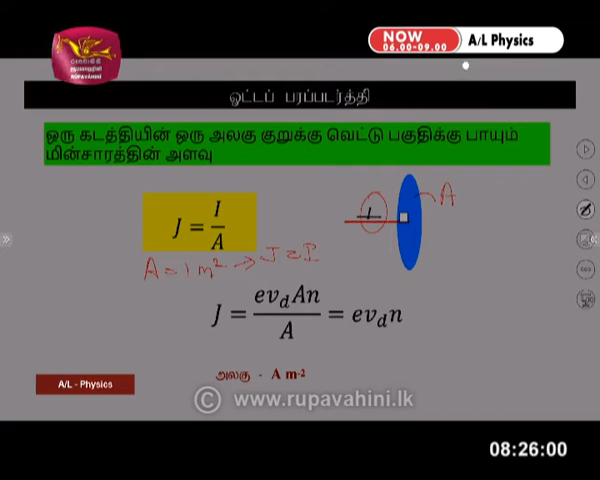 NOW
06.00-09.00
A/L Physics
RUPAVAHINI
ஓட்டப் பரப்படர்த்தி
ஒரு கடத்தியின் ஒரு அலகு குறுக்கு வெட்டு பகுதிக்கு பாயும்
மின்சாரத்தின் அளவு
J = I/A
I
A
A = 1 m² → J = I
J = ev_dAn/A = ev_dn
அலகு - A m-2
A/L - Physics
© www.rupavahini.lk
08:26:00